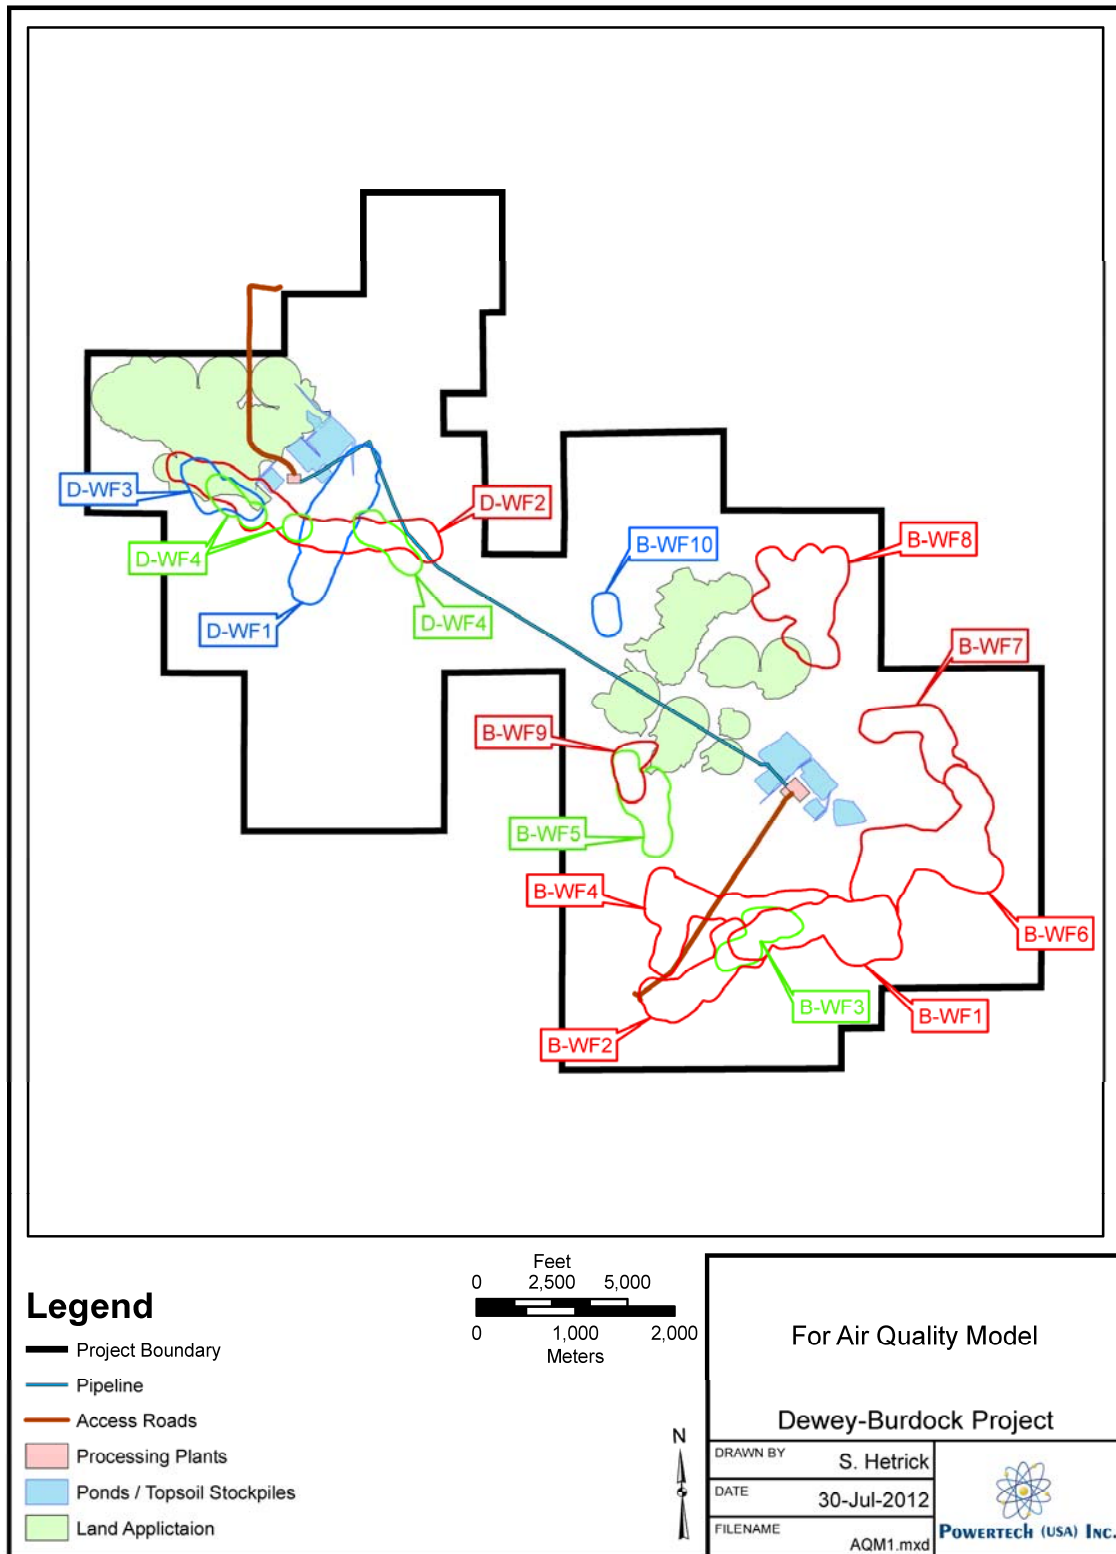 D-WF3
D-WF2
D-WF4
B-WF10
B-WF8
D-WF1
D-WF4
B-WF7
B-WF9
B-WF5
B-WF4
B-WF6
B-WF3
B-WF1
B-WF2
Legend
Project Boundary
Pipeline
Access Roads
Processing Plants
Ponds / Topsoil Stockpiles
Land Applictaion
Feet
0 2,500 5,000
0 1,000 2,000
Meters
N
For Air Quality Model
Dewey-Burdock Project
DRAWN BY
S. Hetrick
DATE
30-Jul-2012
FILENAME
AQM1.mxd
POWERTECH (USA) INC.